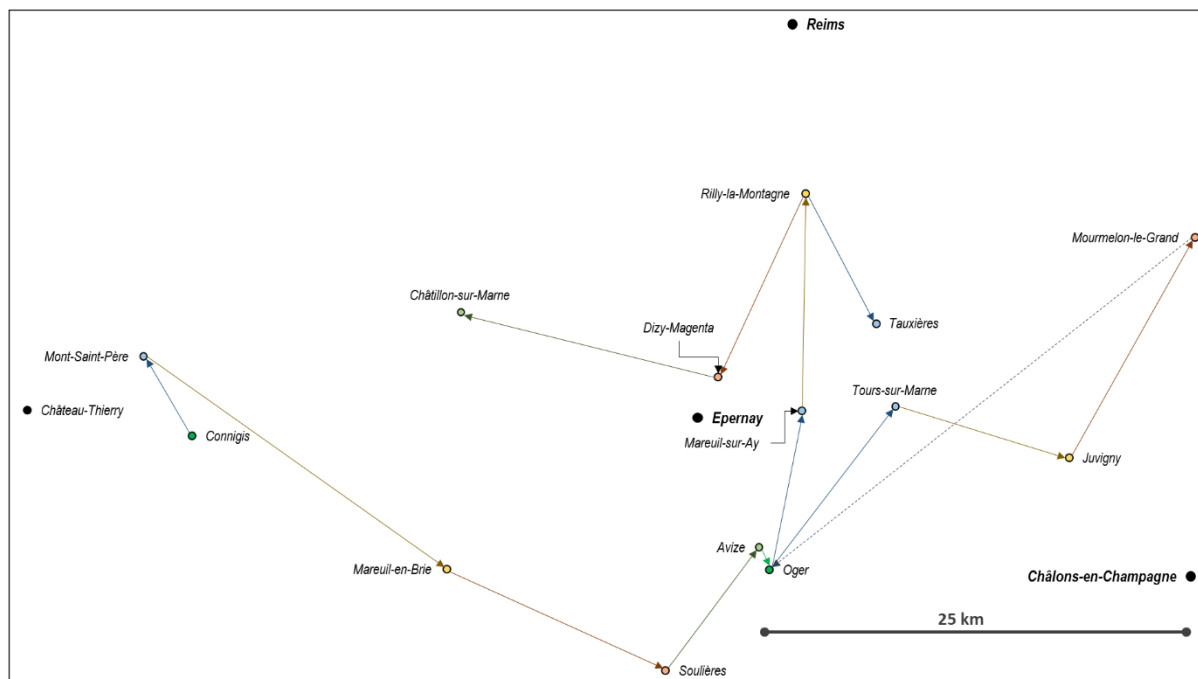 Reims
Rilly-la-Montagne
Mourmelon-le-Grand
Châtillon-sur-Marne
Dizy-Magenta
Tauxières
Mont-Saint-Père
Château-Thierry
Tours-sur-Marne
Epernay
Connigis
Mareuil-sur-Ay
Juvigny
Avize
Mareuil-en-Brie
Oger
Châlons-en-Champagne
25 km
Soulières